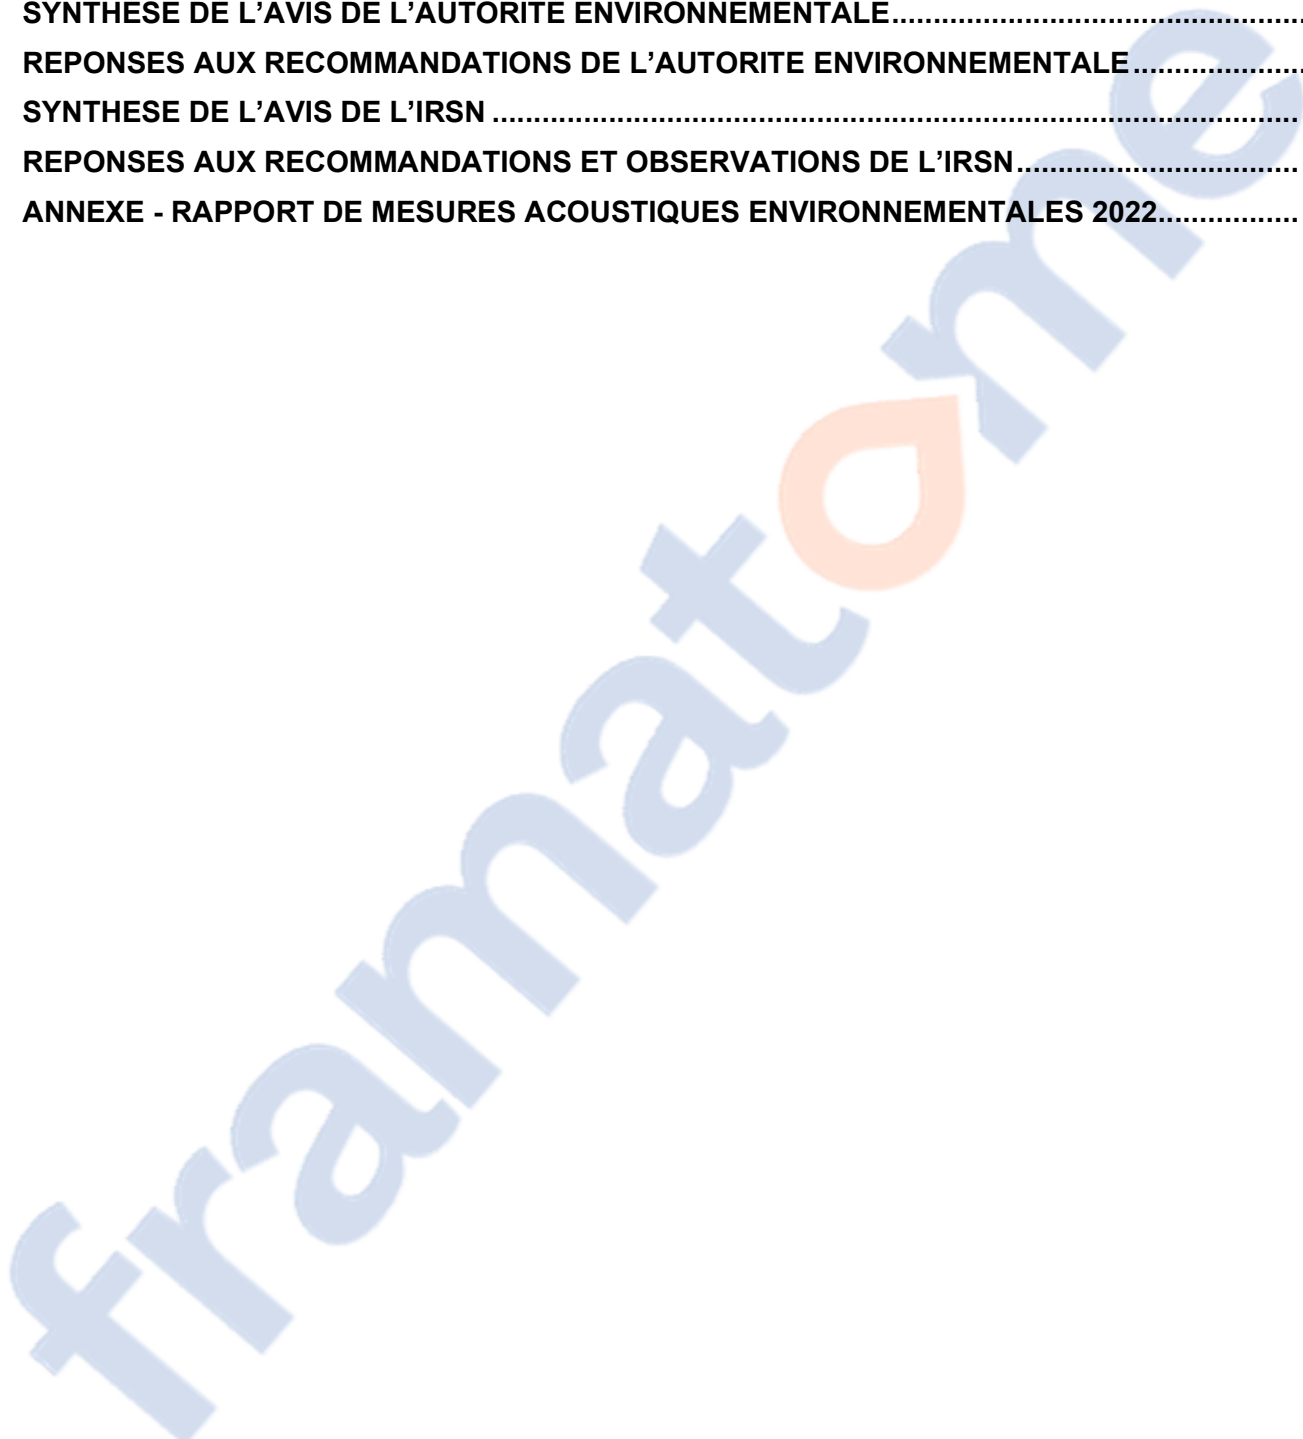 SYNTHESE DE L'AVIS DE L'AUTORITE ENVIRONNEMENTALE................................................
REPONSES AUX RECOMMANDATIONS DE L'AUTORITE ENVIRONNEMENTALE....................
SYNTHESE DE L'AVIS DE L'IRSN ................................................................................................
REPONSES AUX RECOMMANDATIONS ET OBSERVATIONS DE L'IRSN..................................
ANNEXE - RAPPORT DE MESURES ACOUSTIQUES ENVIRONNEMENTALES 2022.................
framatome